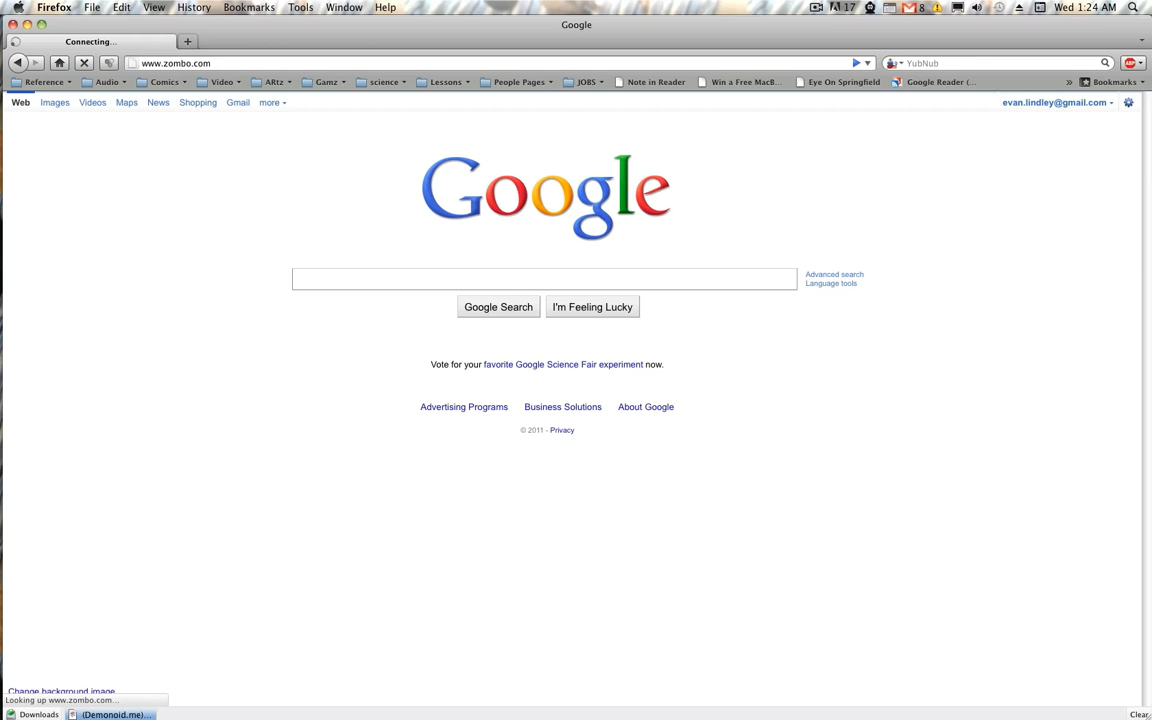 Firefox File Edit View History Bookmarks Tools Window Help 17 8 Wed 1:24 AM
Google
Connecting...
www.zombo.com YubNub ABP
Reference Audio Comics Video ARtz Gamz science Lessons People Pages JOBS Note in Reader Win a Free MacB... Eye On Springfield Google Reader (... » Bookmarks
Web Images Videos Maps News Shopping Gmail more evan.lindley@gmail.com
Google
Advanced search
Language tools
Google Search I'm Feeling Lucky
Vote for your favorite Google Science Fair experiment now.
Advertising Programs Business Solutions About Google
© 2011 - Privacy
Change background image
Looking up www.zombo.com...
Downloads (Demonoid.me)... Clear